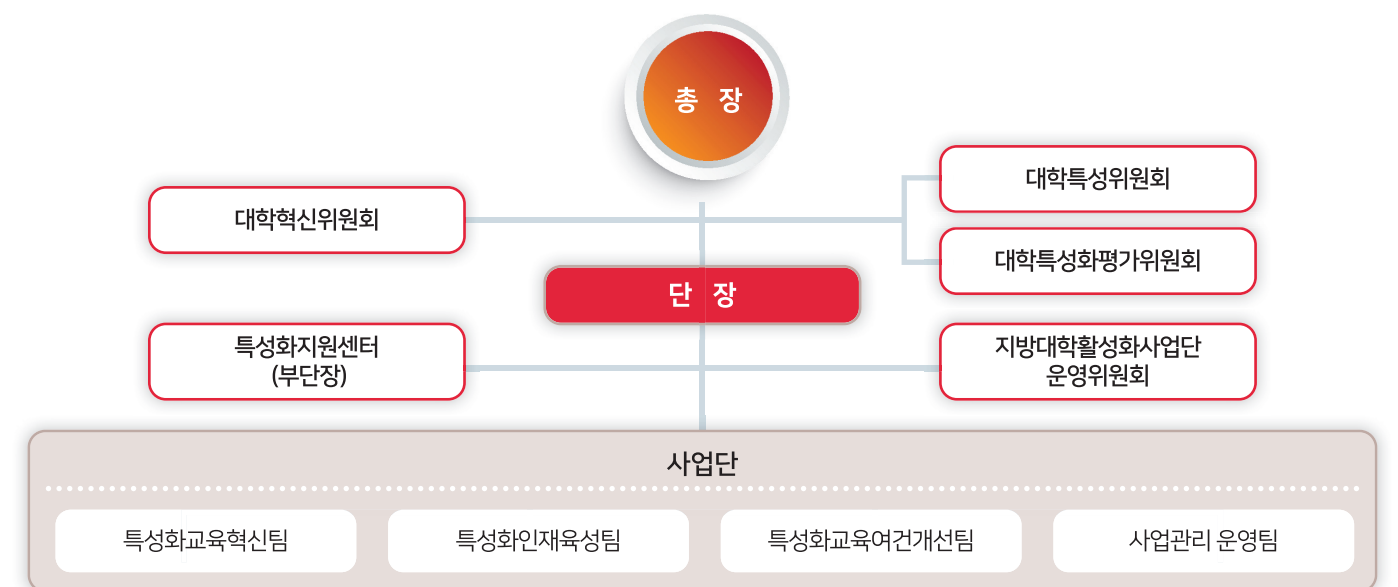 총 장
대학혁신위원회
대학특성위원회
대학특성화평가위원회
단 장
특성화지원센터
(부단장)
지방대학활성화사업단
운영위원회
사업단
특성화교육혁신팀
특성화인재육성팀
특성화교육여건개선팀
사업관리 운영팀